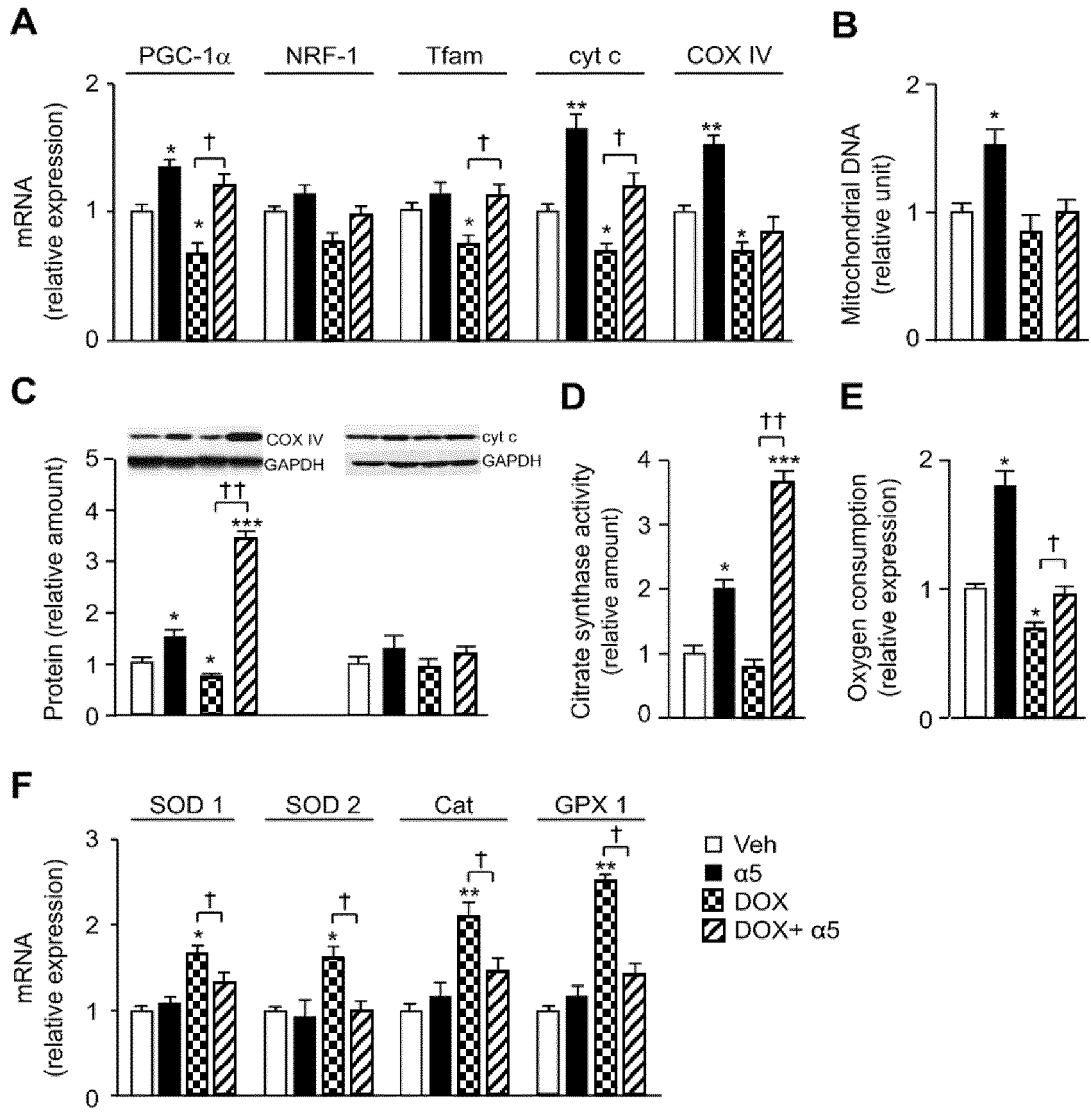 A
PGC-1α NRF-1 Tfam cyt c COX IV
mRNA
(relative expression)
2
1
0
* * † * † ** * † ** *
B
Mitochondrial DNA
(relative unit)
2
1
0
*
C
COX IV
GAPDH
cyt c
GAPDH
Protein (relative amount)
5
4
3
2
1
0
* * *** ††
D
Citrate synthase activity
(relative amount)
4
3
2
1
0
* *** ††
E
Oxygen consumption
(relative expression)
2
1
0
* * †
F
SOD 1 SOD 2 Cat GPX 1
mRNA
(relative expression)
3
2
1
0
* † * † ** † ** †
Veh
α5
DOX
DOX+ α5